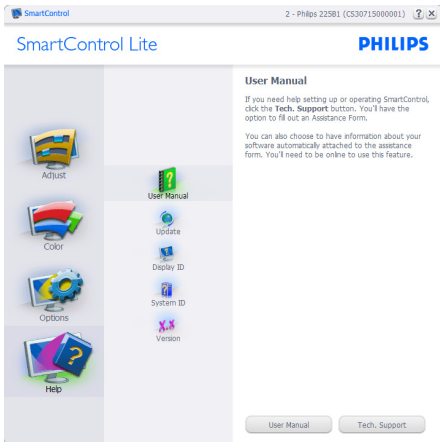 SmartControl
2 - Philips 225B1 (CS30715000001)
SmartControl Lite
PHILIPS
Adjust
Color
Options
Help
User Manual
Update
Display ID
System ID
X.X
Version
User Manual
If you need help setting up or operating SmartControl,
click the Tech. Support button. You'll have the
option to fill out an Assistance Form.
You can also choose to have information about your
software automatically attached to the assistance
form. You'll need to be online to use this feature.
User Manual
Tech. Support